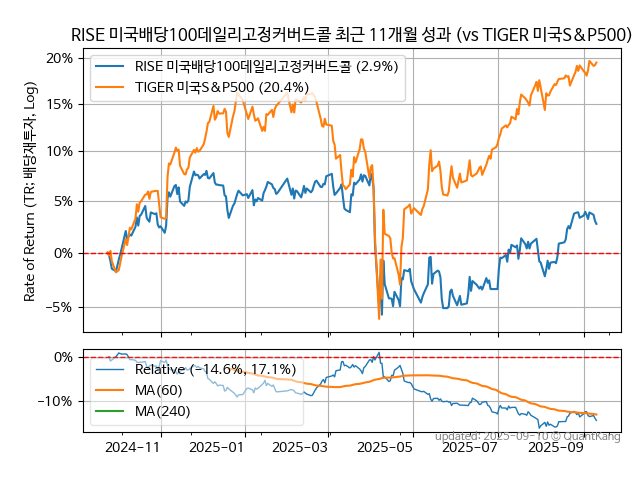 RISE 미국배당100데일리고정커버드콜 최근 11개월 성과 (vs TIGER 미국S&P500)
Rate of Return (TR: 배당재투자, Log)
20%
15%
10%
5%
0%
−5%
RISE 미국배당100데일리고정커버드콜 (2.9%)
TIGER 미국S&P500 (20.4%)
0%
−10%
Relative (−14.6%, 17.1%)
MA(60)
MA(240)
2024−11
2025−01
2025−03
2025−05
2025−07
2025−09
updated: 2025−09−10 © QuantKang